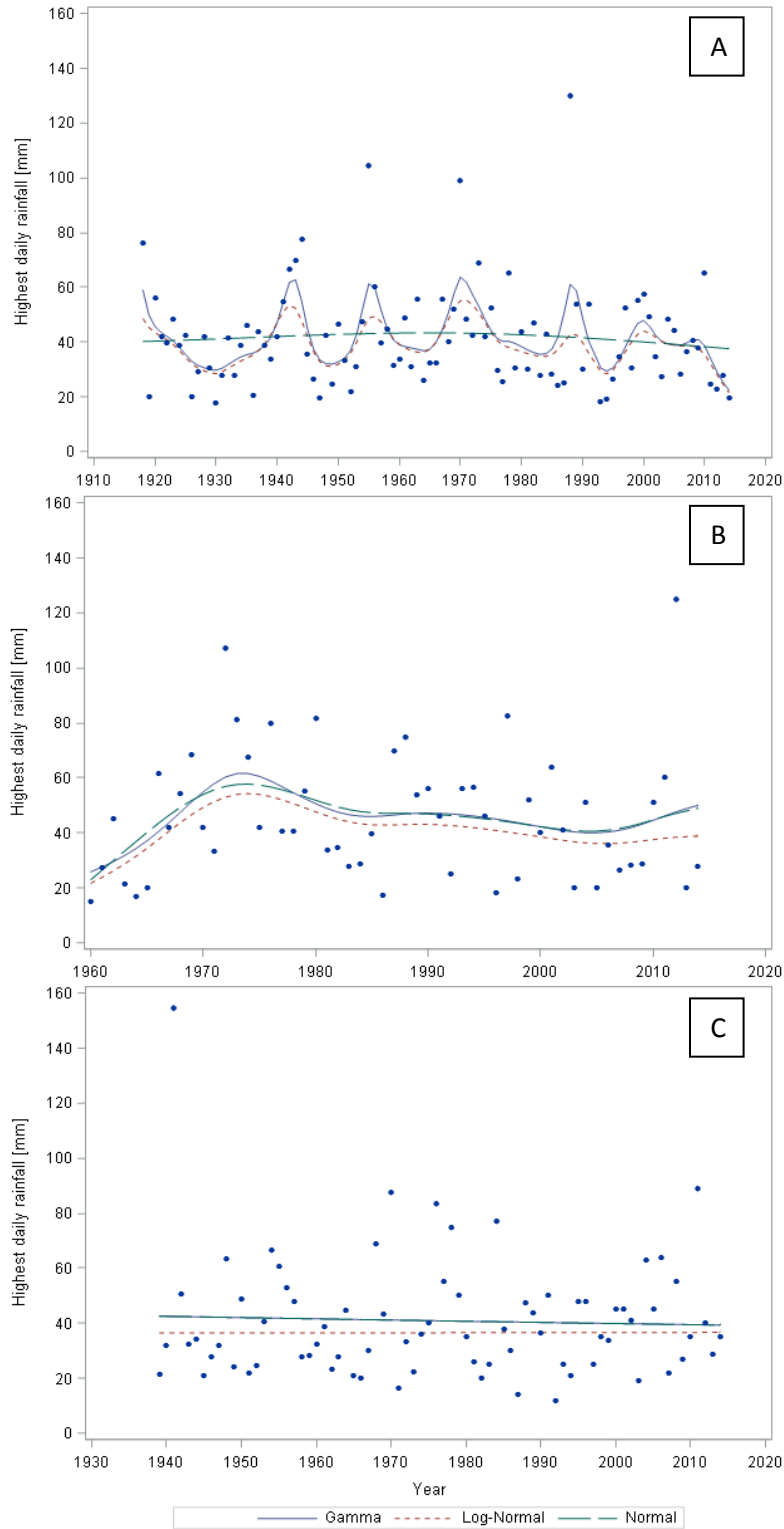 A
Highest daily rainfall [mm]
160
140
120
100
80
60
40
20
0
1910 1920 1930 1940 1950 1960 1970 1980 1990 2000 2010 2020
B
Highest daily rainfall [mm]
160
140
120
100
80
60
40
20
0
1960 1970 1980 1990 2000 2010 2020
C
Highest daily rainfall [mm]
160
140
120
100
80
60
40
20
0
1930 1940 1950 1960 1970 1980 1990 2000 2010 2020
Year
Gamma Log-Normal Normal